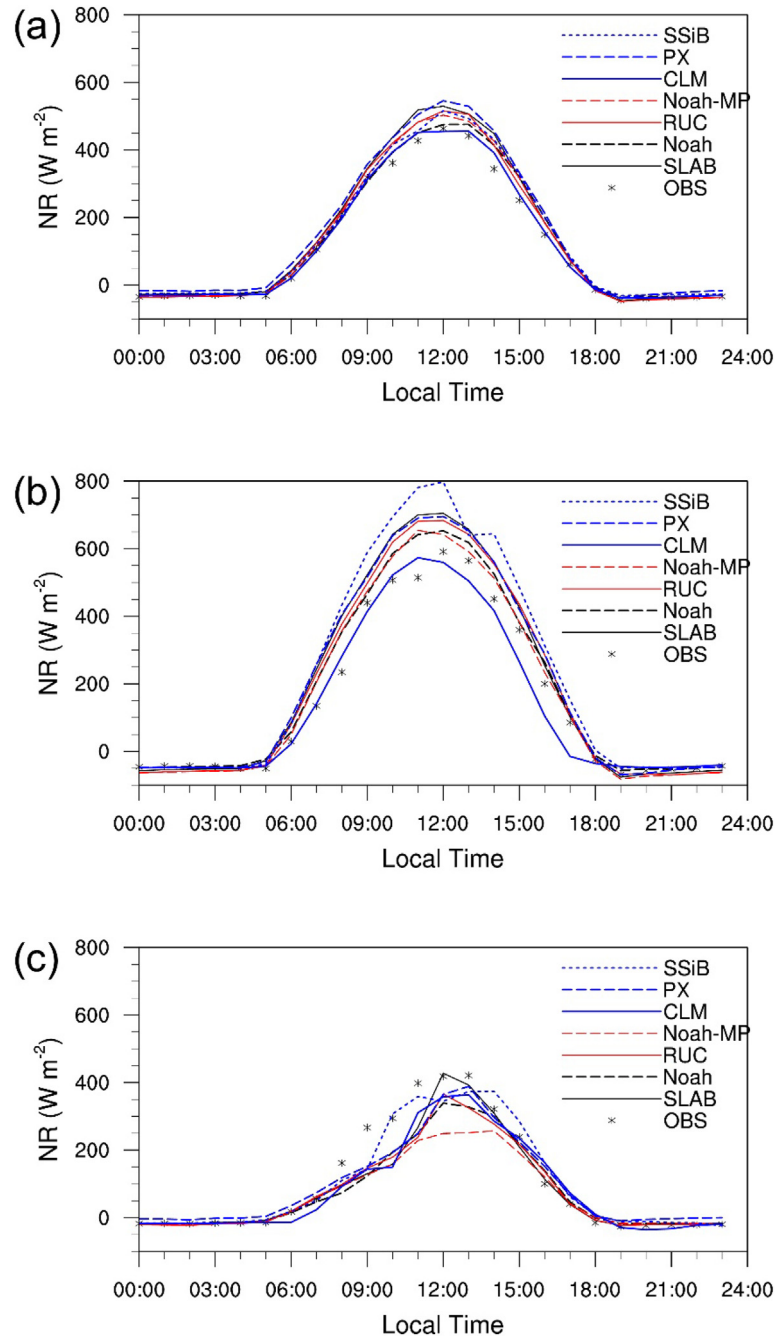 (a)
NR (W m-2)
800
600
400
200
0
SSiB
PX
CLM
Noah-MP
RUC
Noah
SLAB
OBS
00:00 03:00 06:00 09:00 12:00 15:00 18:00 21:00 24:00
Local Time
(b)
NR (W m-2)
800
600
400
200
0
SSiB
PX
CLM
Noah-MP
RUC
Noah
SLAB
OBS
00:00 03:00 06:00 09:00 12:00 15:00 18:00 21:00 24:00
Local Time
(c)
NR (W m-2)
800
600
400
200
0
SSiB
PX
CLM
Noah-MP
RUC
Noah
SLAB
OBS
00:00 03:00 06:00 09:00 12:00 15:00 18:00 21:00 24:00
Local Time